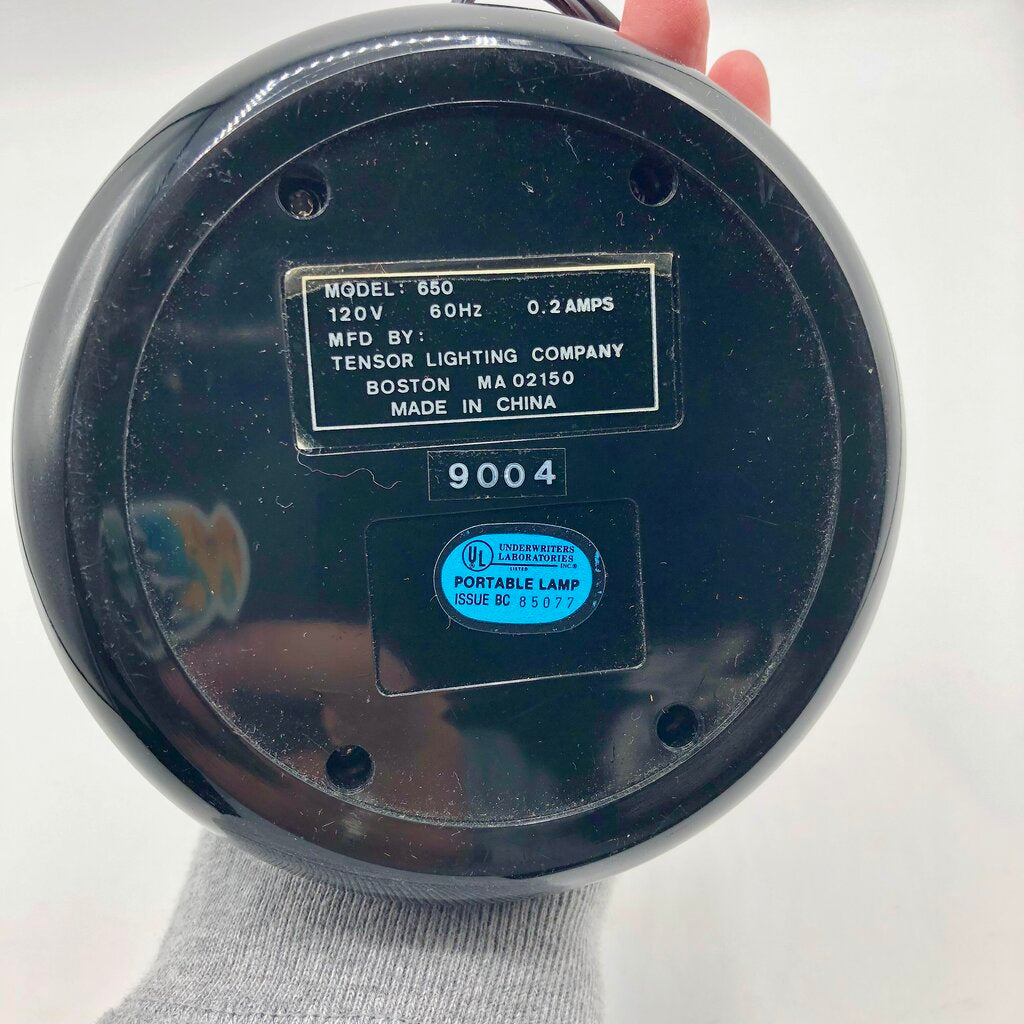 MODEL: 650
120V 60Hz 0.2 AMPS
MFD BY:
TENSOR LIGHTING COMPANY
BOSTON MA 02150
MADE IN CHINA
9004
UL UNDERWRITERS
LABORATORIES
LISTED INC.®
PORTABLE LAMP
ISSUE BC 85077